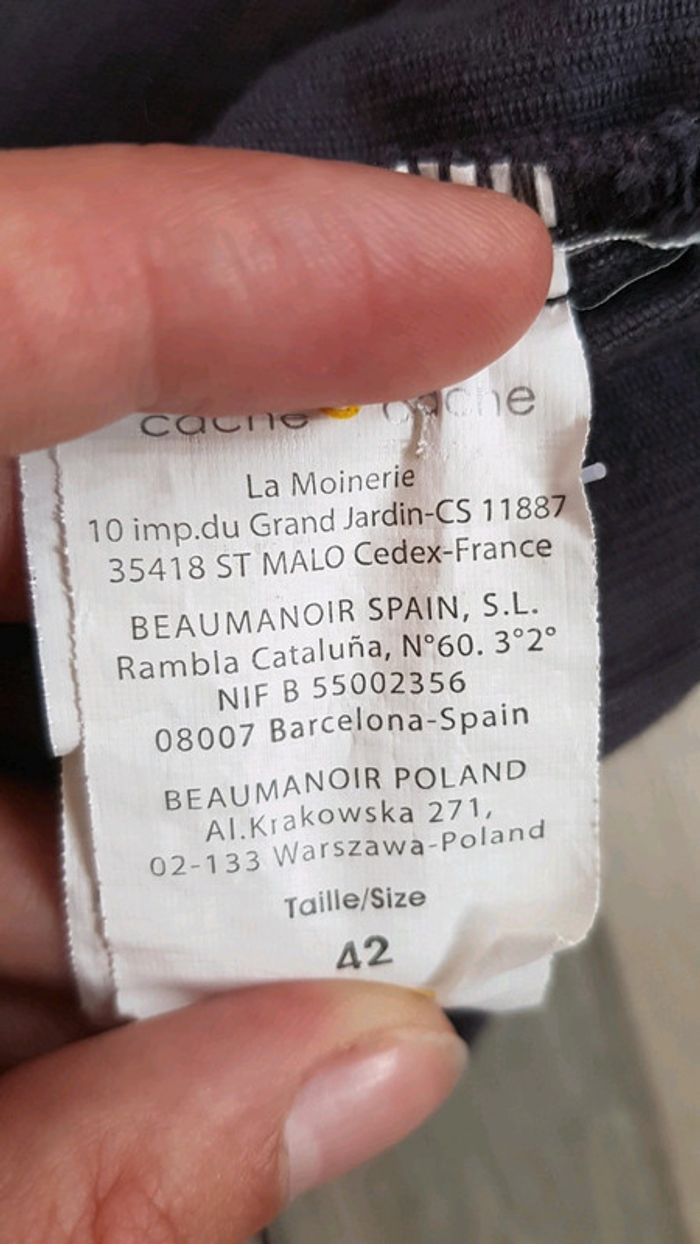 cache cache
La Moinerie
10 imp.du Grand Jardin-CS 11887
35418 ST MALO Cedex-France
BEAUMANOIR SPAIN, S.L.
Rambla Cataluña, N°60. 3°2°
NIF B 55002356
08007 Barcelona-Spain
BEAUMANOIR POLAND
Al.Krakowska 271,
02-133 Warszawa-Poland
Taille/Size
42